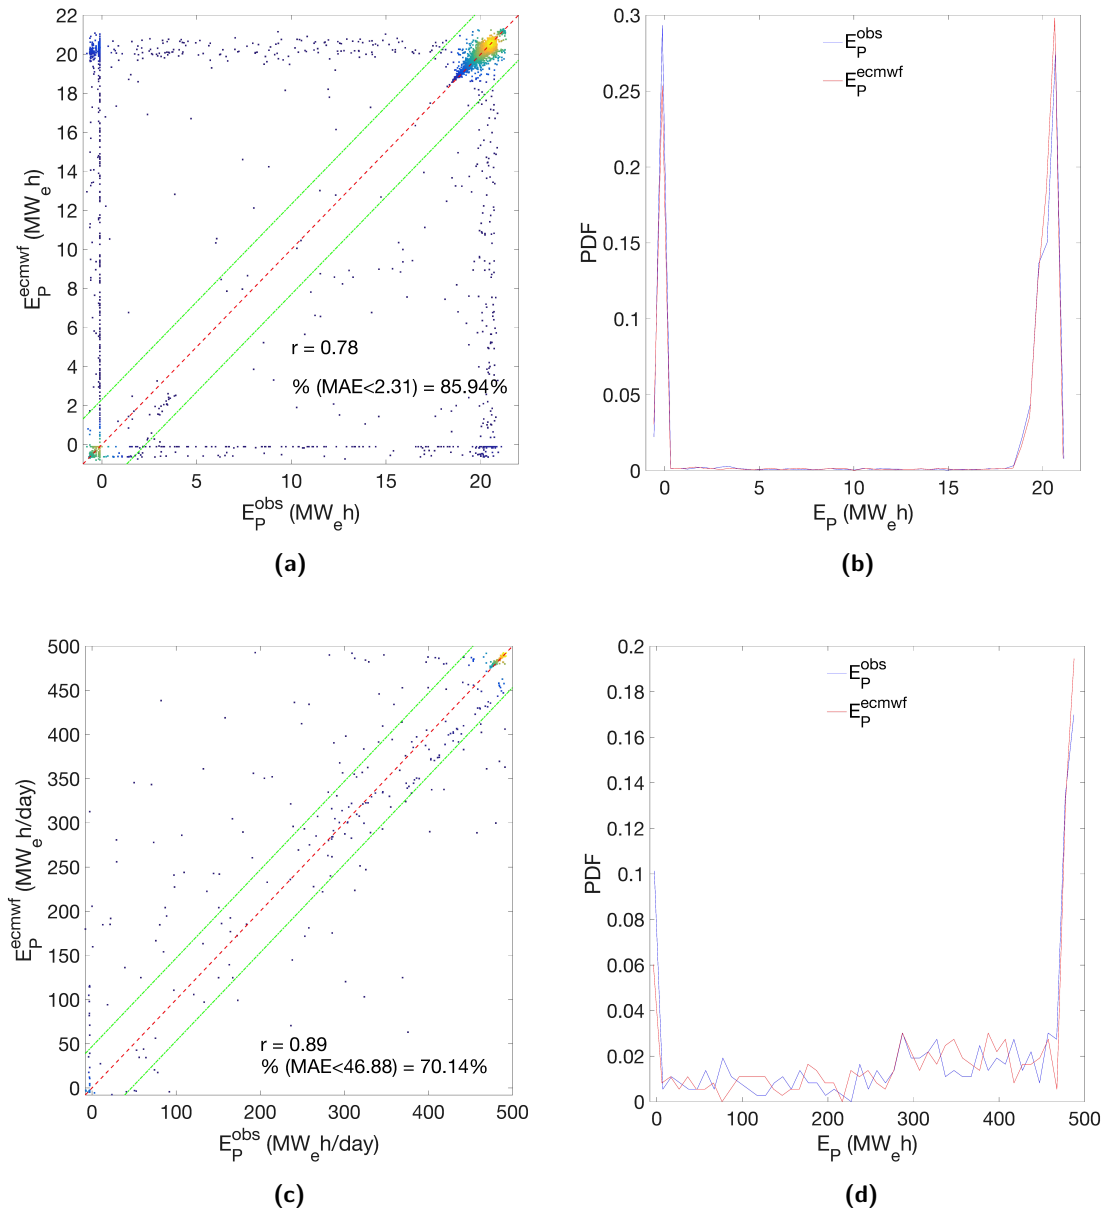 22
20
18
16
14
12
10
8
6
4
2
0
E_P^ecmwf (MW_eh)
r = 0.78
% (MAE<2.31) = 85.94%
0 5 10 15 20
E_P^obs (MW_eh)
(a)
0.3
0.25
0.2
0.15
0.1
0.05
0
PDF
E_P^obs
E_P^ecmwf
0 5 10 15 20
E_P (MW_eh)
(b)
500
450
400
350
300
250
200
150
100
50
0
E_P^ecmwf (MW_eh/day)
r = 0.89
% (MAE<46.88) = 70.14%
0 100 200 300 400 500
E_P^obs (MW_eh/day)
(c)
0.2
0.18
0.16
0.14
0.12
0.1
0.08
0.06
0.04
0.02
0
PDF
E_P^obs
E_P^ecmwf
0 100 200 300 400 500
E_P (MW_eh)
(d)